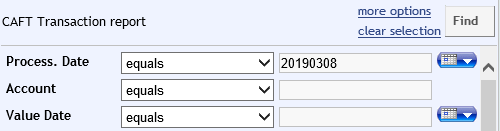 CAFT Transaction report
more options
clear selection
Find
Process. Date equals 20190308
Account equals
Value Date equals